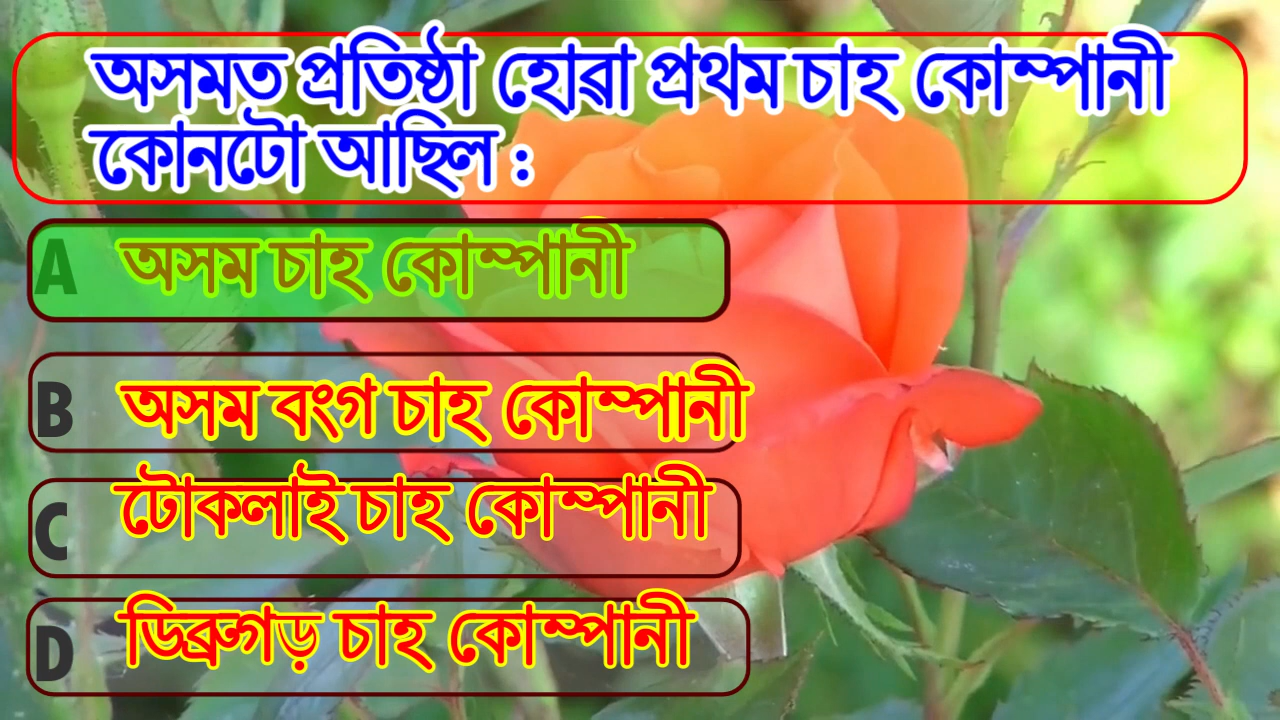 অসমত প্ৰতিষ্ঠা হোৱা প্ৰথম চাহ কোম্পানী
কোনটো আছিল :
A অসম চাহ কোম্পানী
B অসম বংগ চাহ কোম্পানী
C টোকলাই চাহ কোম্পানী
D ডিব্ৰুগড় চাহ কোম্পানী